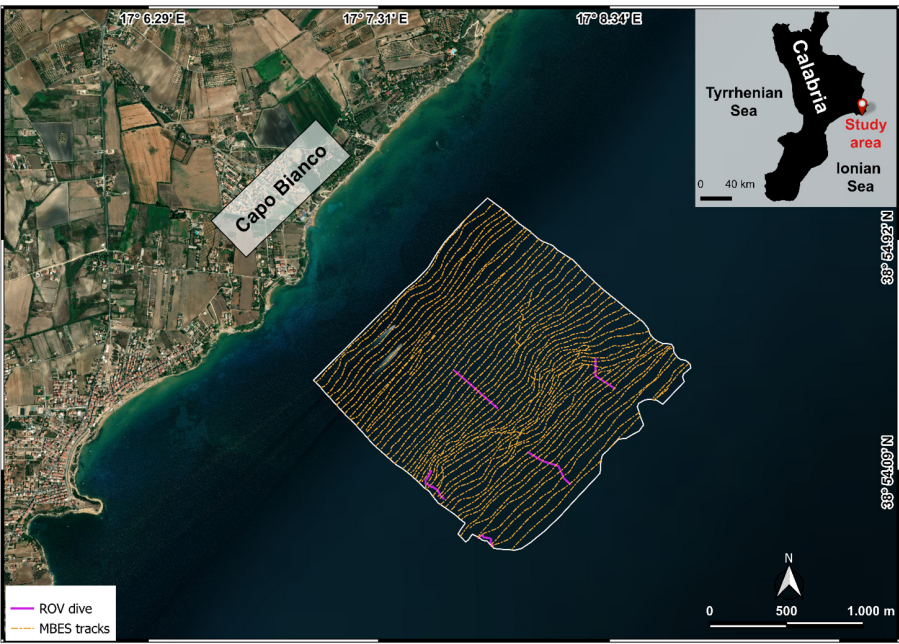 17° 6.29' E
17° 7.31' E
17° 8.34' E
Calabria
Tyrrhenian
Sea
Study
area
Ionian
Sea
0 40 km
Capo Bianco
38° 54.92' N
38° 54.09' N
N
0 500 1.000 m
ROV dive
MBES tracks